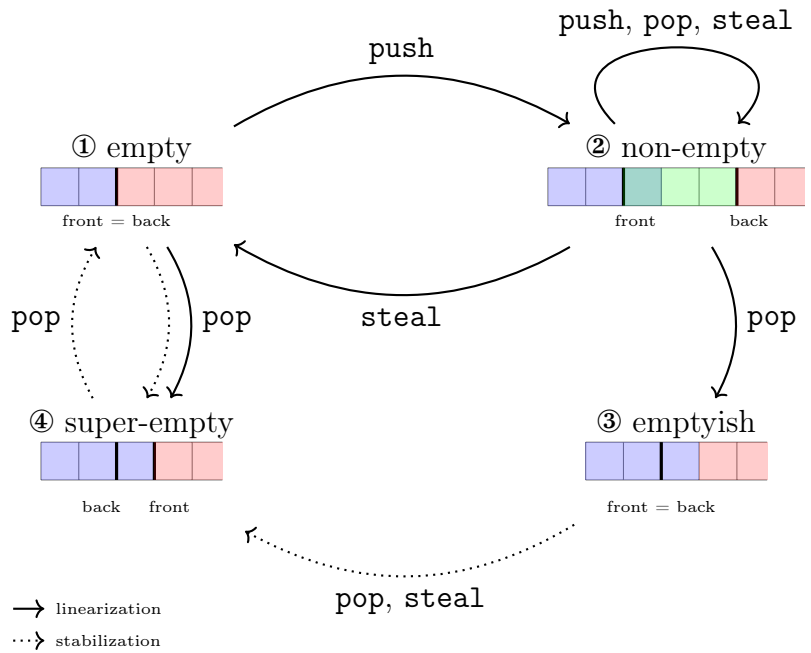 push, pop, steal
push
① empty
② non-empty
front = back
front back
pop pop
steal
pop
④ super-empty
③ emptyish
back front
front = back
pop, steal
linearization
stabilization